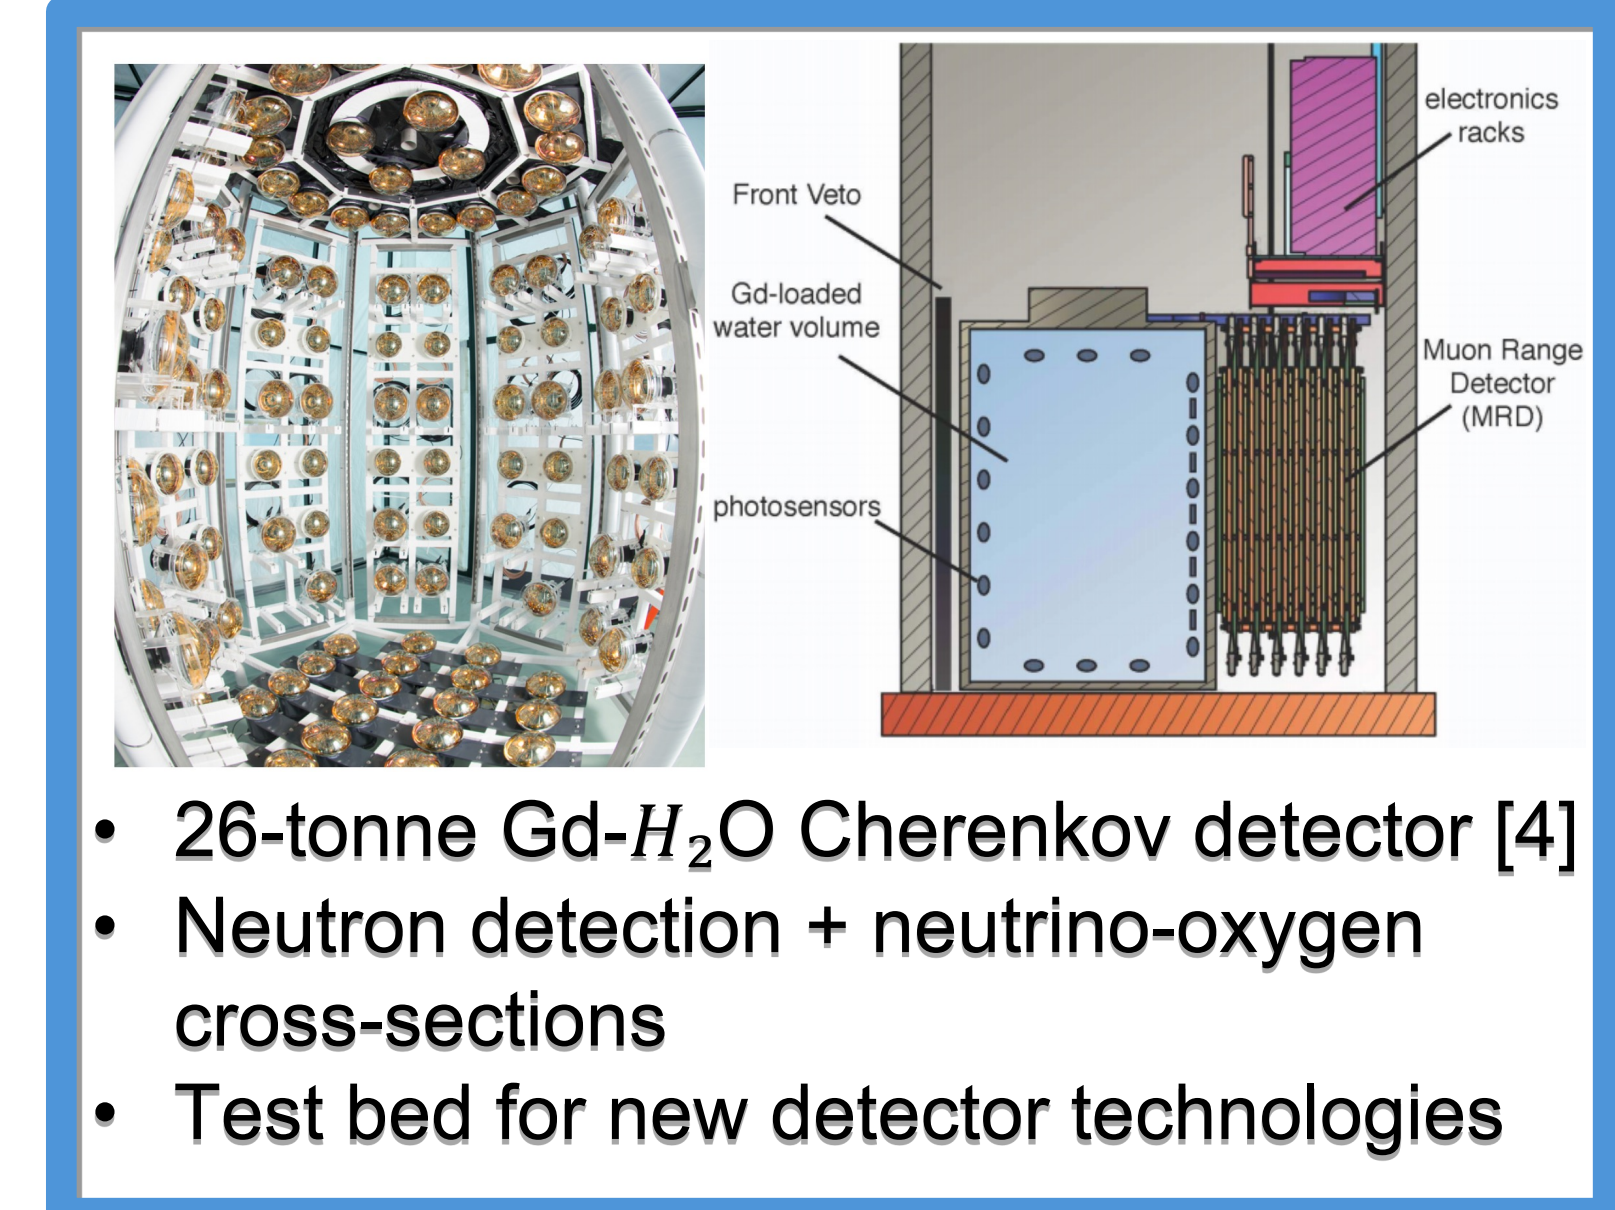 electronics
racks
Front Veto
Gd-loaded
water volume
Muon Range
Detector
(MRD)
photosensors
• 26-tonne Gd-H₂O Cherenkov detector [4]
• Neutron detection + neutrino-oxygen
cross-sections
• Test bed for new detector technologies